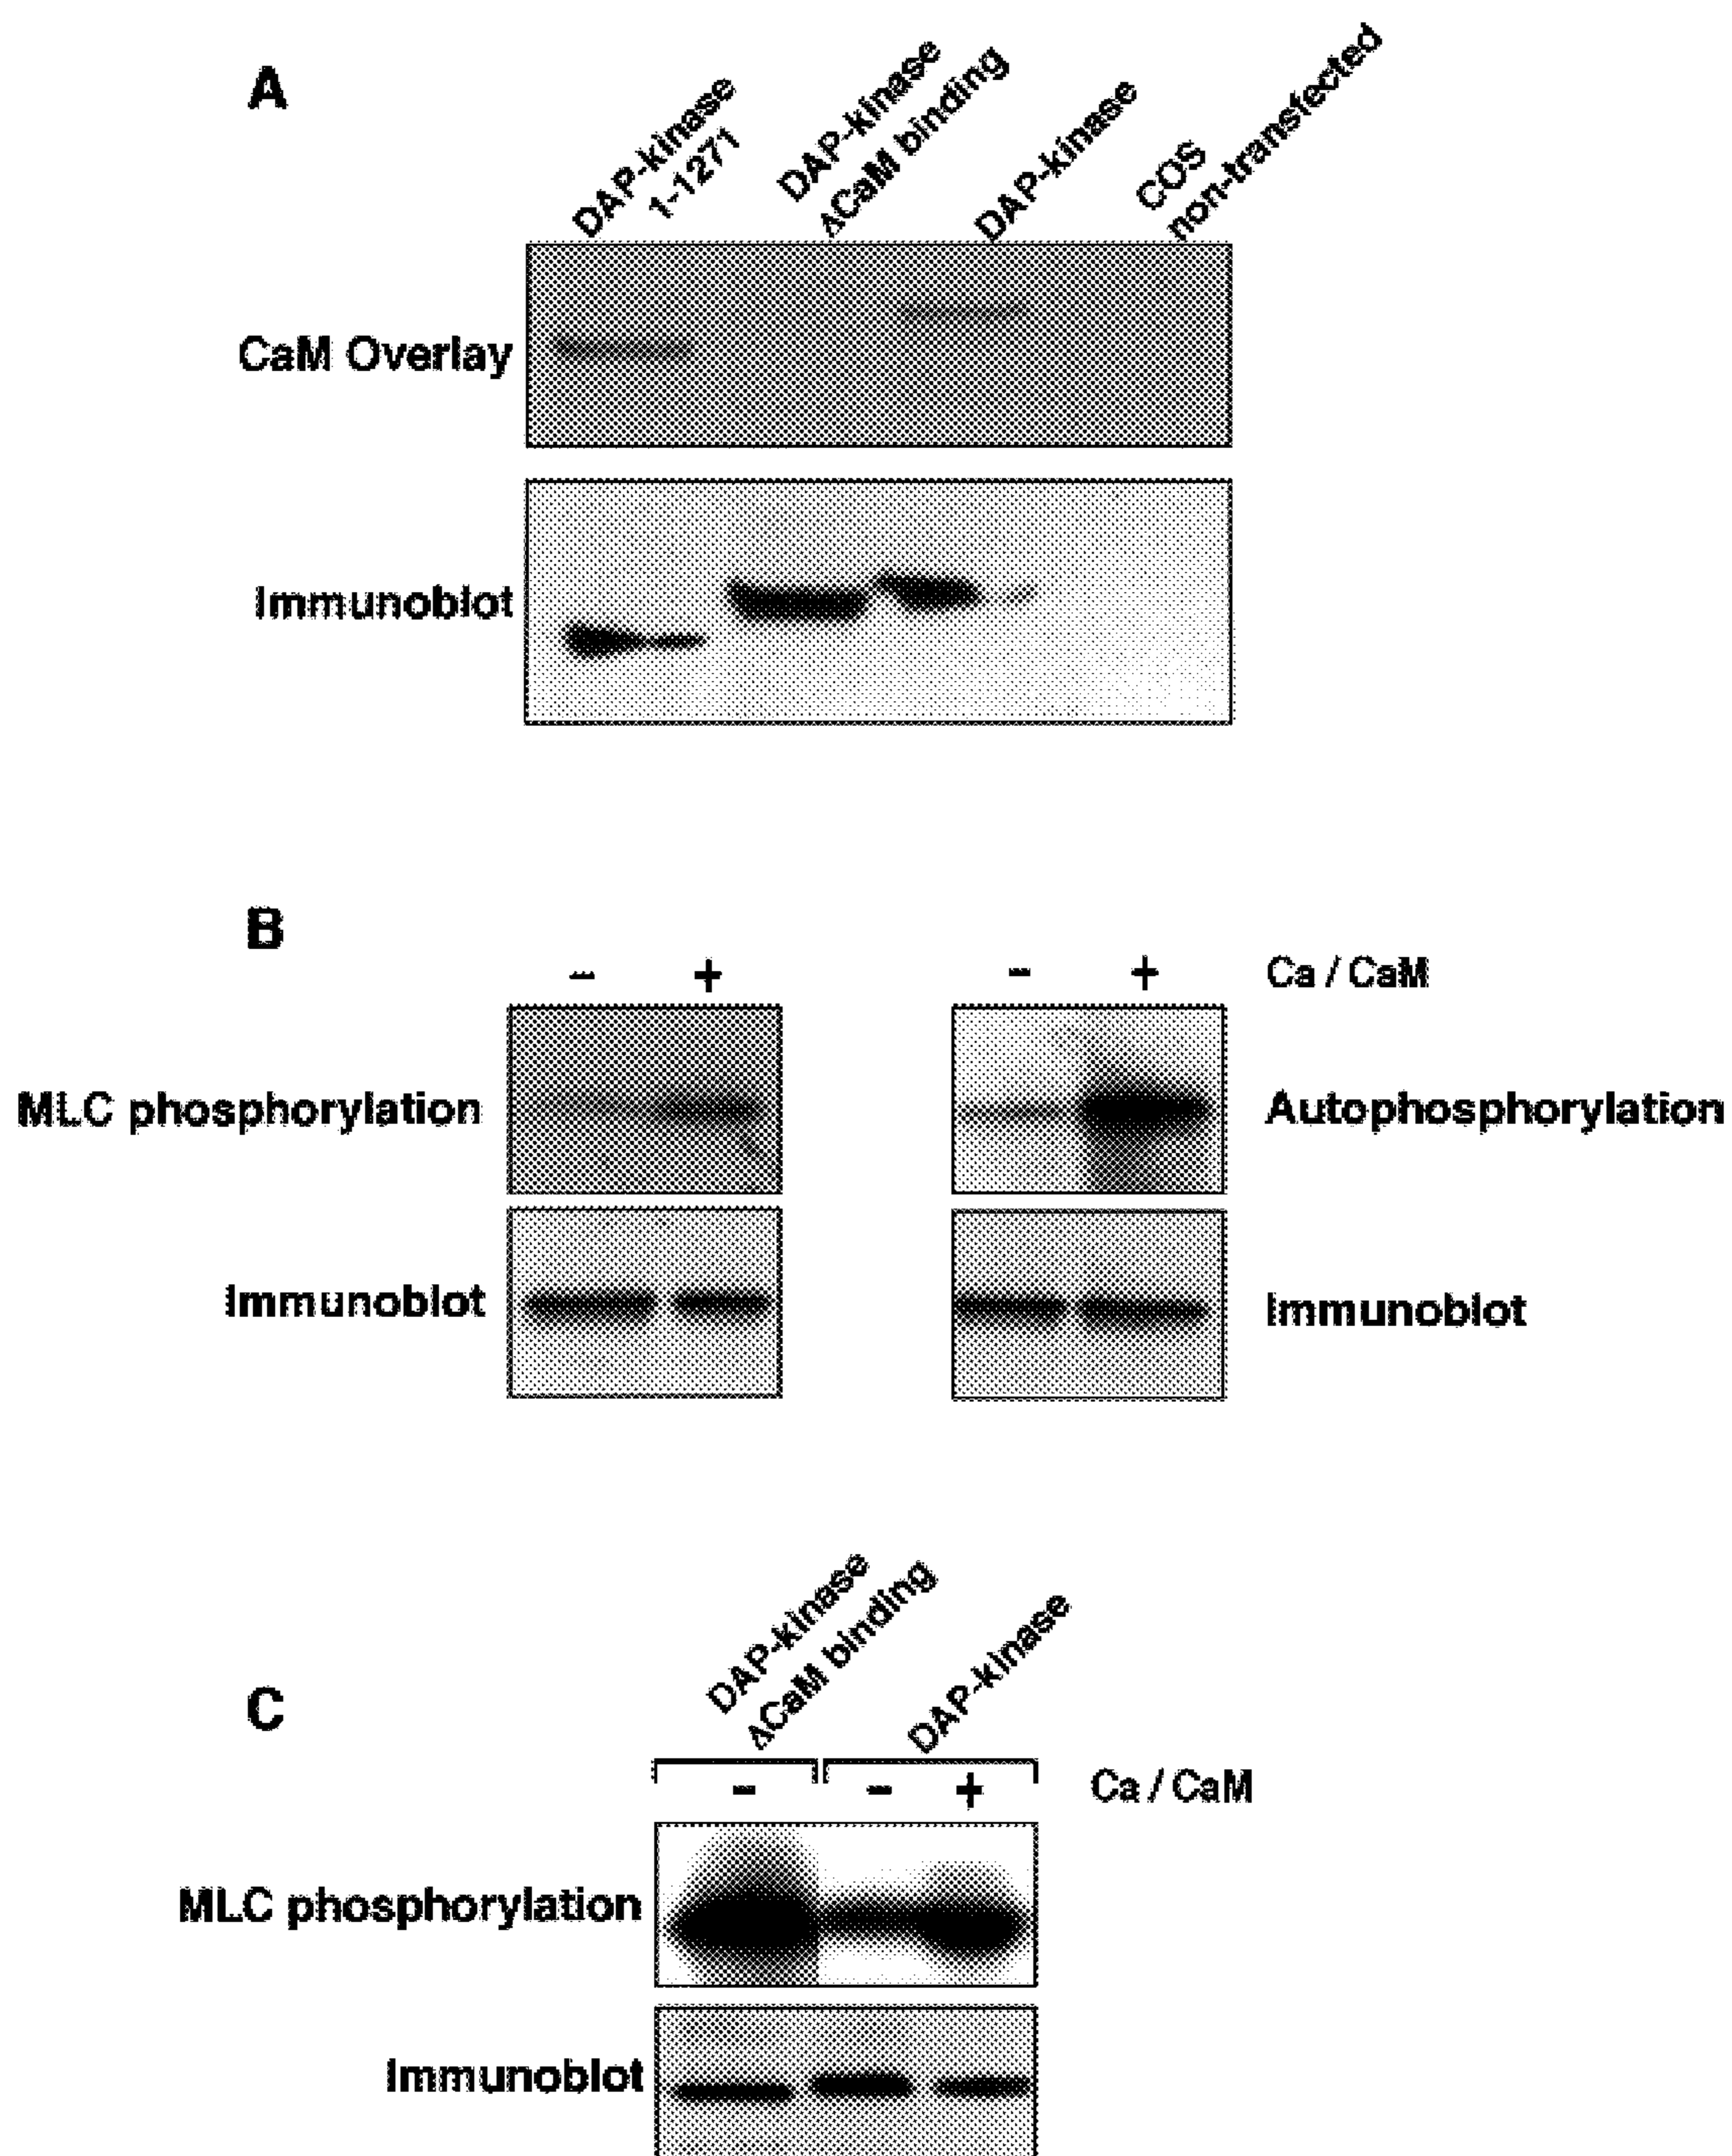 A
DAP-kinase
1-1271
DAP-kinase
ΔCaM binding
DAP-kinase
COS
non-transfected
CaM Overlay
Immunoblot
B
- +
- +
Ca / CaM
MLC phosphorylation
Autophosphorylation
Immunoblot
Immunoblot
C
DAP-kinase
ΔCaM binding
DAP-kinase
- - +
Ca / CaM
MLC phosphorylation
Immunoblot